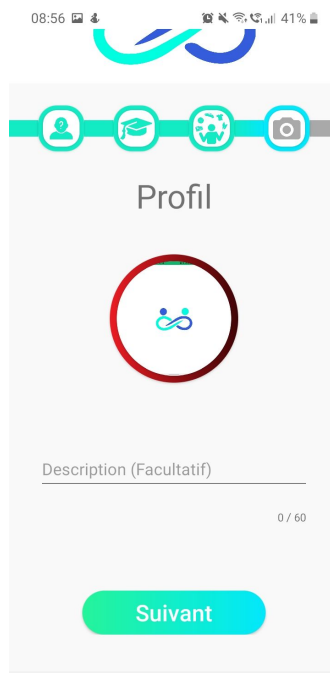 08:56 41%
Profil
Description (Facultatif)
0 / 60
Suivant